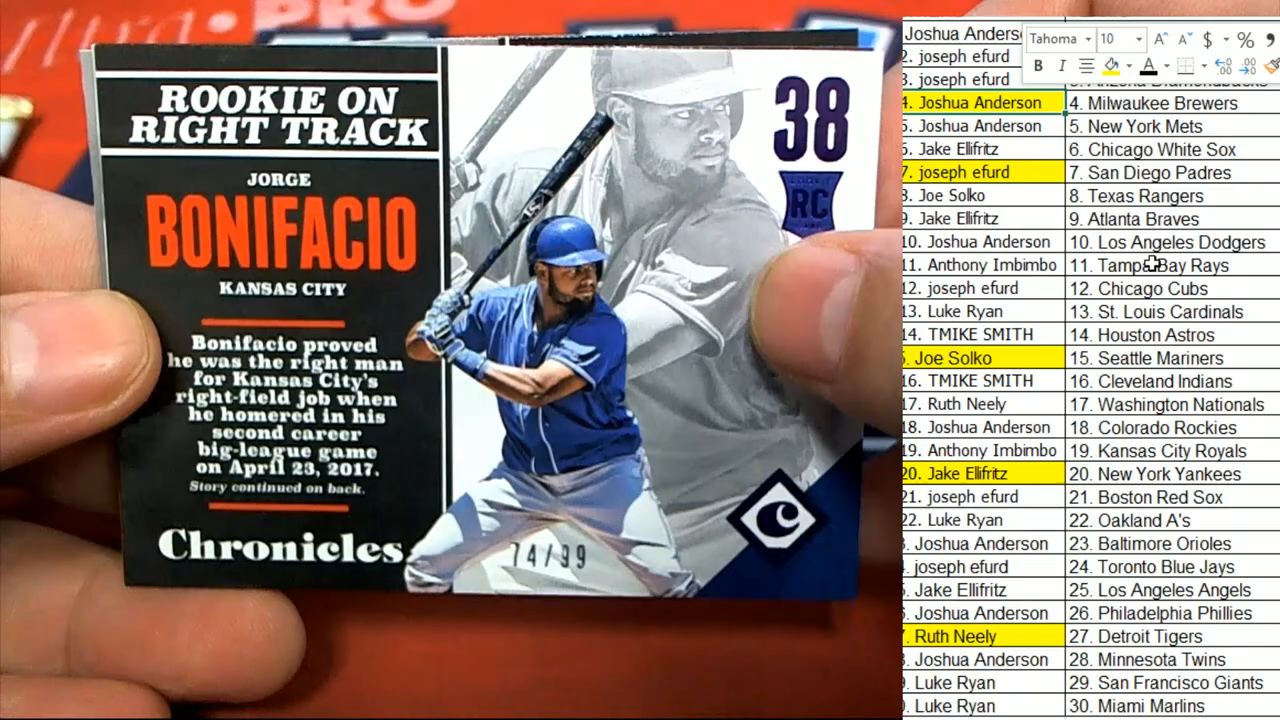 PRO
ROOKIE ON
RIGHT TRACK
JORGE
BONIFACIO
KANSAS CITY
Bonifacio proved
he was the right man
for Kansas City's
right-field job when
he homered in his
second career
big-league game
on April 23, 2017.
Story continued on back.
Chronicles
38
RC
C
74/99
Tahoma 10 A A $ %
B I A
Joshua Anderso
2. joseph efurd
3. joseph efurd
4. Joshua Anderson 4. Milwaukee Brewers
5. Joshua Anderson 5. New York Mets
6. Jake Ellifritz 6. Chicago White Sox
7. joseph efurd 7. San Diego Padres
8. Joe Solko 8. Texas Rangers
9. Jake Ellifritz 9. Atlanta Braves
10. Joshua Anderson 10. Los Angeles Dodgers
11. Anthony Imbimbo 11. Tampa Bay Rays
12. joseph efurd 12. Chicago Cubs
13. Luke Ryan 13. St. Louis Cardinals
14. TMIKE SMITH 14. Houston Astros
5. Joe Solko 15. Seattle Mariners
16. TMIKE SMITH 16. Cleveland Indians
17. Ruth Neely 17. Washington Nationals
18. Joshua Anderson 18. Colorado Rockies
19. Anthony Imbimbo 19. Kansas City Royals
20. Jake Ellifritz 20. New York Yankees
21. joseph efurd 21. Boston Red Sox
22. Luke Ryan 22. Oakland A's
3. Joshua Anderson 23. Baltimore Orioles
4. joseph efurd 24. Toronto Blue Jays
5. Jake Ellifritz 25. Los Angeles Angels
6. Joshua Anderson 26. Philadelphia Phillies
7. Ruth Neely 27. Detroit Tigers
8. Joshua Anderson 28. Minnesota Twins
9. Luke Ryan 29. San Francisco Giants
0. Luke Ryan 30. Miami Marlins